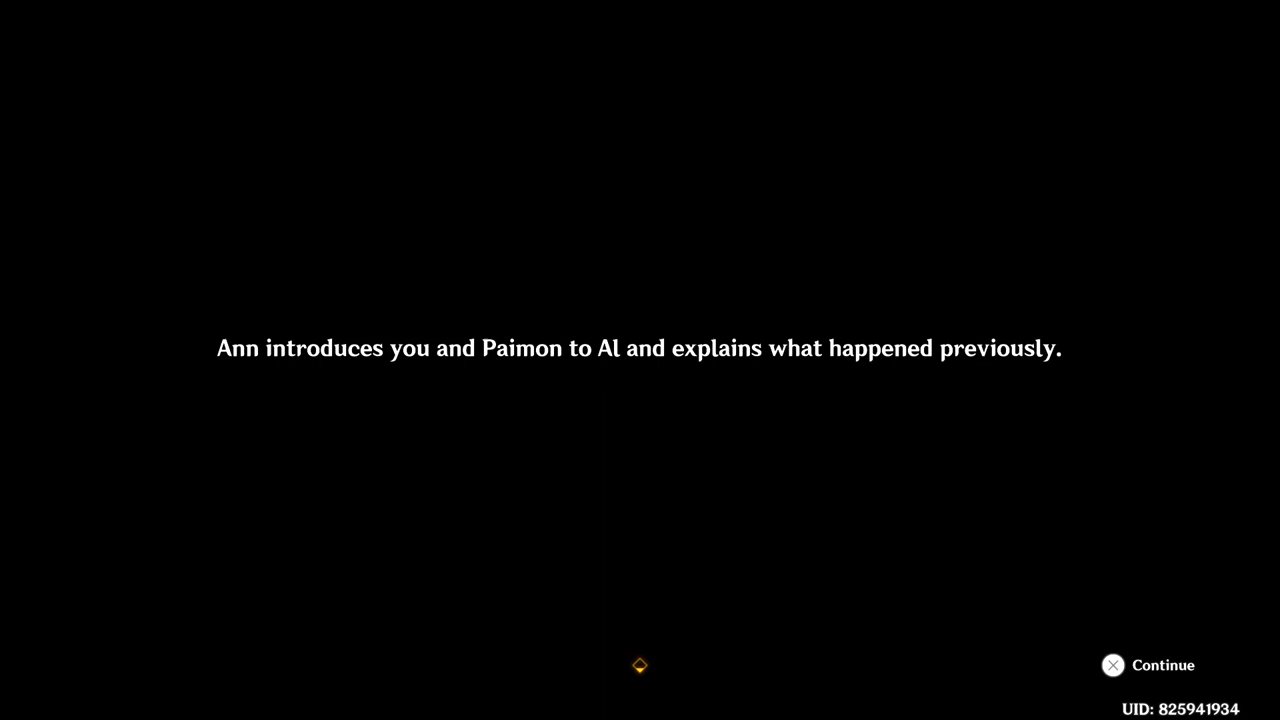 Ann introduces you and Paimon to Al and explains what happened previously.
Continue
UID: 825941934